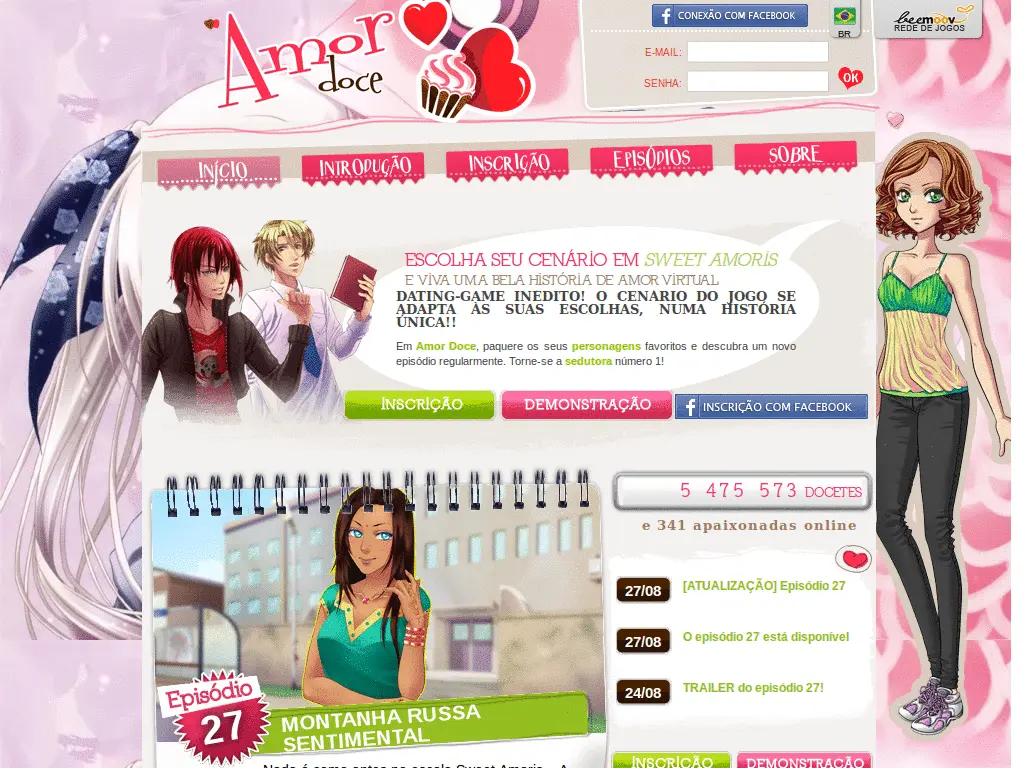 Amor
doce
CONEXÃO COM FACEBOOK
BR
beemoov
REDE DE JOGOS
E-MAIL:
SENHA:
OK
INÍCIO
INTRODUÇÃO
INSCRIÇÃO
EPISÓDIOS
SOBRE
ESCOLHA SEU CENÁRIO EM SWEET AMORIS
E VIVA UMA BELA HISTÓRIA DE AMOR VIRTUAL
DATING-GAME INEDITO! O CENARIO DO JOGO SE
ADAPTA ÀS SUAS ESCOLHAS, NUMA HISTÓRIA
ÚNICA!!
Em Amor Doce, paquere os seus personagens favoritos e descubra um novo
episódio regularmente. Torne-se a sedutora número 1!
INSCRIÇÃO
DEMONSTRAÇÃO
INSCRIÇÃO COM FACEBOOK
5 475 573 DOCETES
e 341 apaixonadas online
27/08 [ATUALIZAÇÃO] Episódio 27
27/08 O episódio 27 está disponível
24/08 TRAILER do episódio 27!
Episódio
27
MONTANHA RUSSA
SENTIMENTAL
Nada é como antes na escola Sweet Amoris... A
INSCRIÇÃO
DEMONSTRAÇÃO